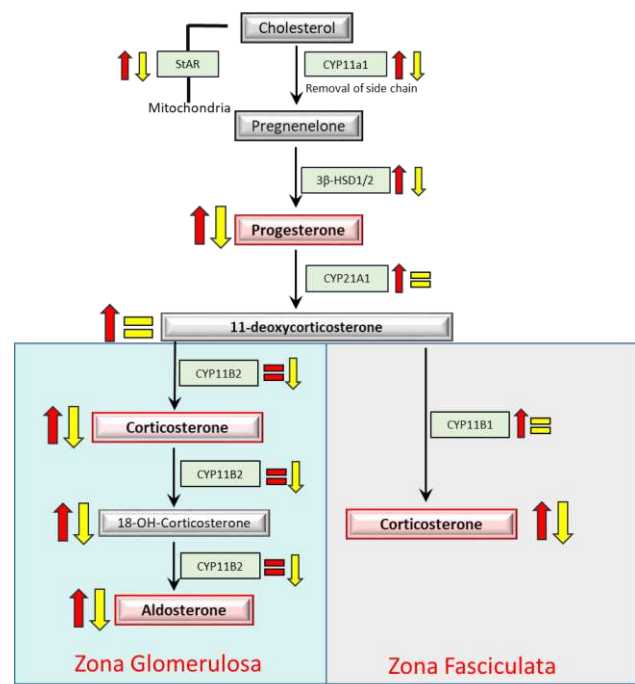 Cholesterol
StAR
CYP11a1
Removal of side chain
Mitochondria
Pregnenelone
3β-HSD1/2
Progesterone
CYP21A1
11-deoxycorticosterone
CYP11B2
Corticosterone
CYP11B1
CYP11B2
18-OH-Corticosterone
Corticosterone
CYP11B2
Aldosterone
Zona Glomerulosa
Zona Fasciculata